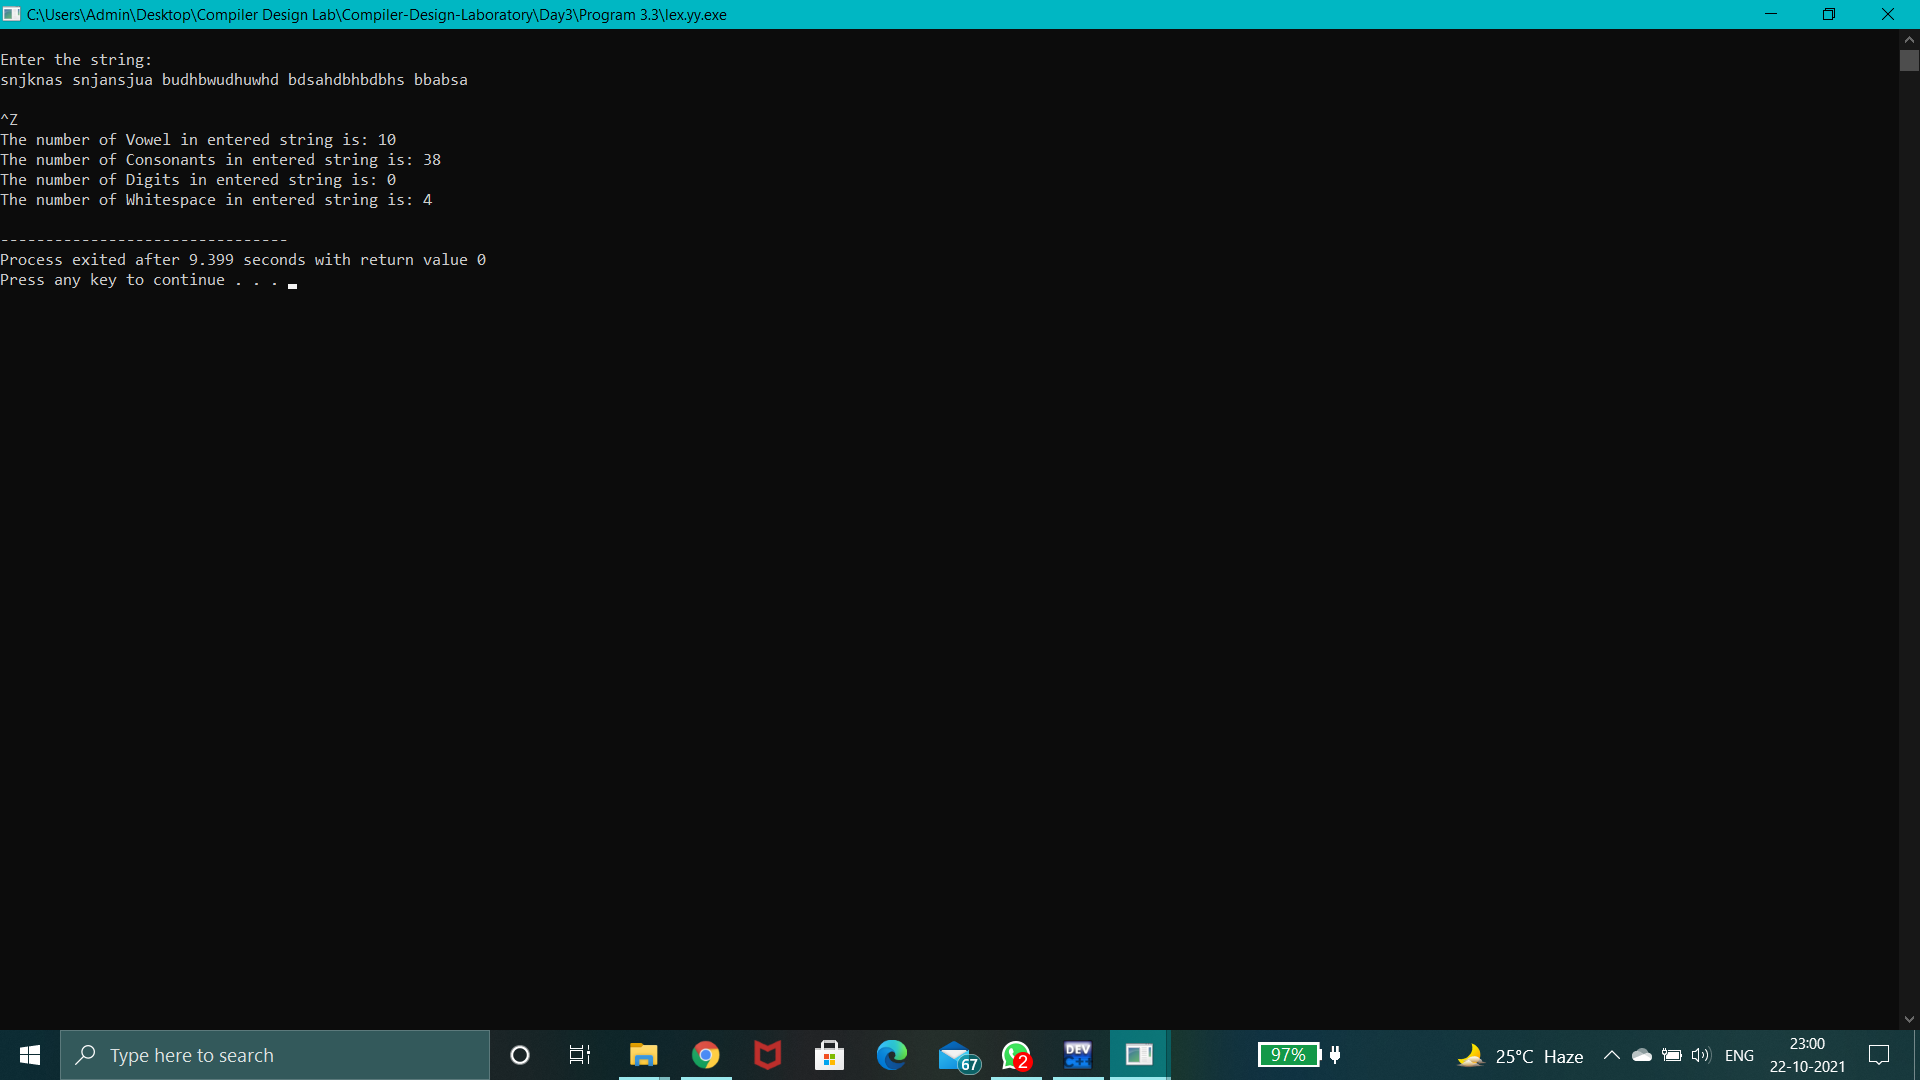 C:\Users\Admin\Desktop\Compiler Design Lab\Compiler-Design-Laboratory\Day3\Program 3.3\lex.yy.exe
Enter the string:
snjknas snjansjua budhbwudhuwhd bdsahdbhbdbhs bbabsa
^Z
The number of Vowel in entered string is: 10
The number of Consonants in entered string is: 38
The number of Digits in entered string is: 0
The number of Whitespace in entered string is: 4
--------------------------------
Process exited after 9.399 seconds with return value 0
Press any key to continue . . .
Type here to search
67
2
DEV
C++
97%
25°C Haze
ENG
23:00
22-10-2021